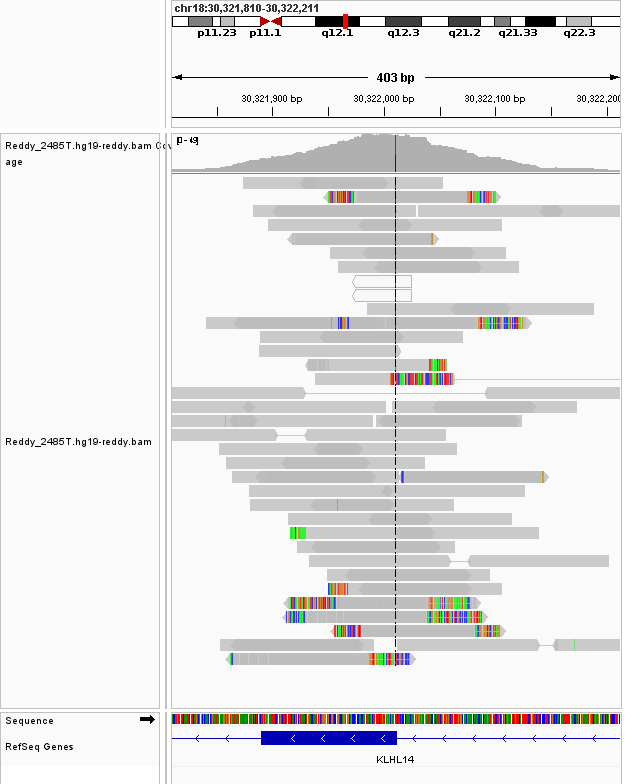 chr18:30,321,810-30,322,211
p11.23 p11.1 q12.1 q12.3 q21.2 q21.33 q22.3
403 bp
30,321,900 bp 30,322,000 bp 30,322,100 bp 30,322,200
Reddy_2485T.hg19-reddy.bam Cov
age
Reddy_2485T.hg19-reddy.bam
Sequence
RefSeq Genes
KLHL14